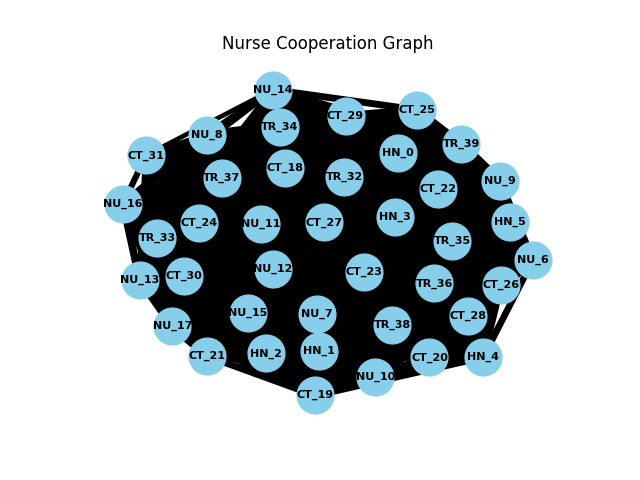 Nurse Cooperation Graph
NU_14
CT_25
CT_29
TR_34
NU_8
TR_39
HN_0
CT_31
CT_18
TR_32
TR_37
NU_9
CT_22
NU_16
HN_3
CT_24
NU_11
CT_27
HN_5
TR_33
TR_35
NU_6
NU_12
CT_23
CT_30
NU_13
TR_36
CT_26
NU_15
NU_7
CT_28
NU_17
TR_38
HN_1
HN_2
CT_21
CT_20
HN_4
NU_10
CT_19